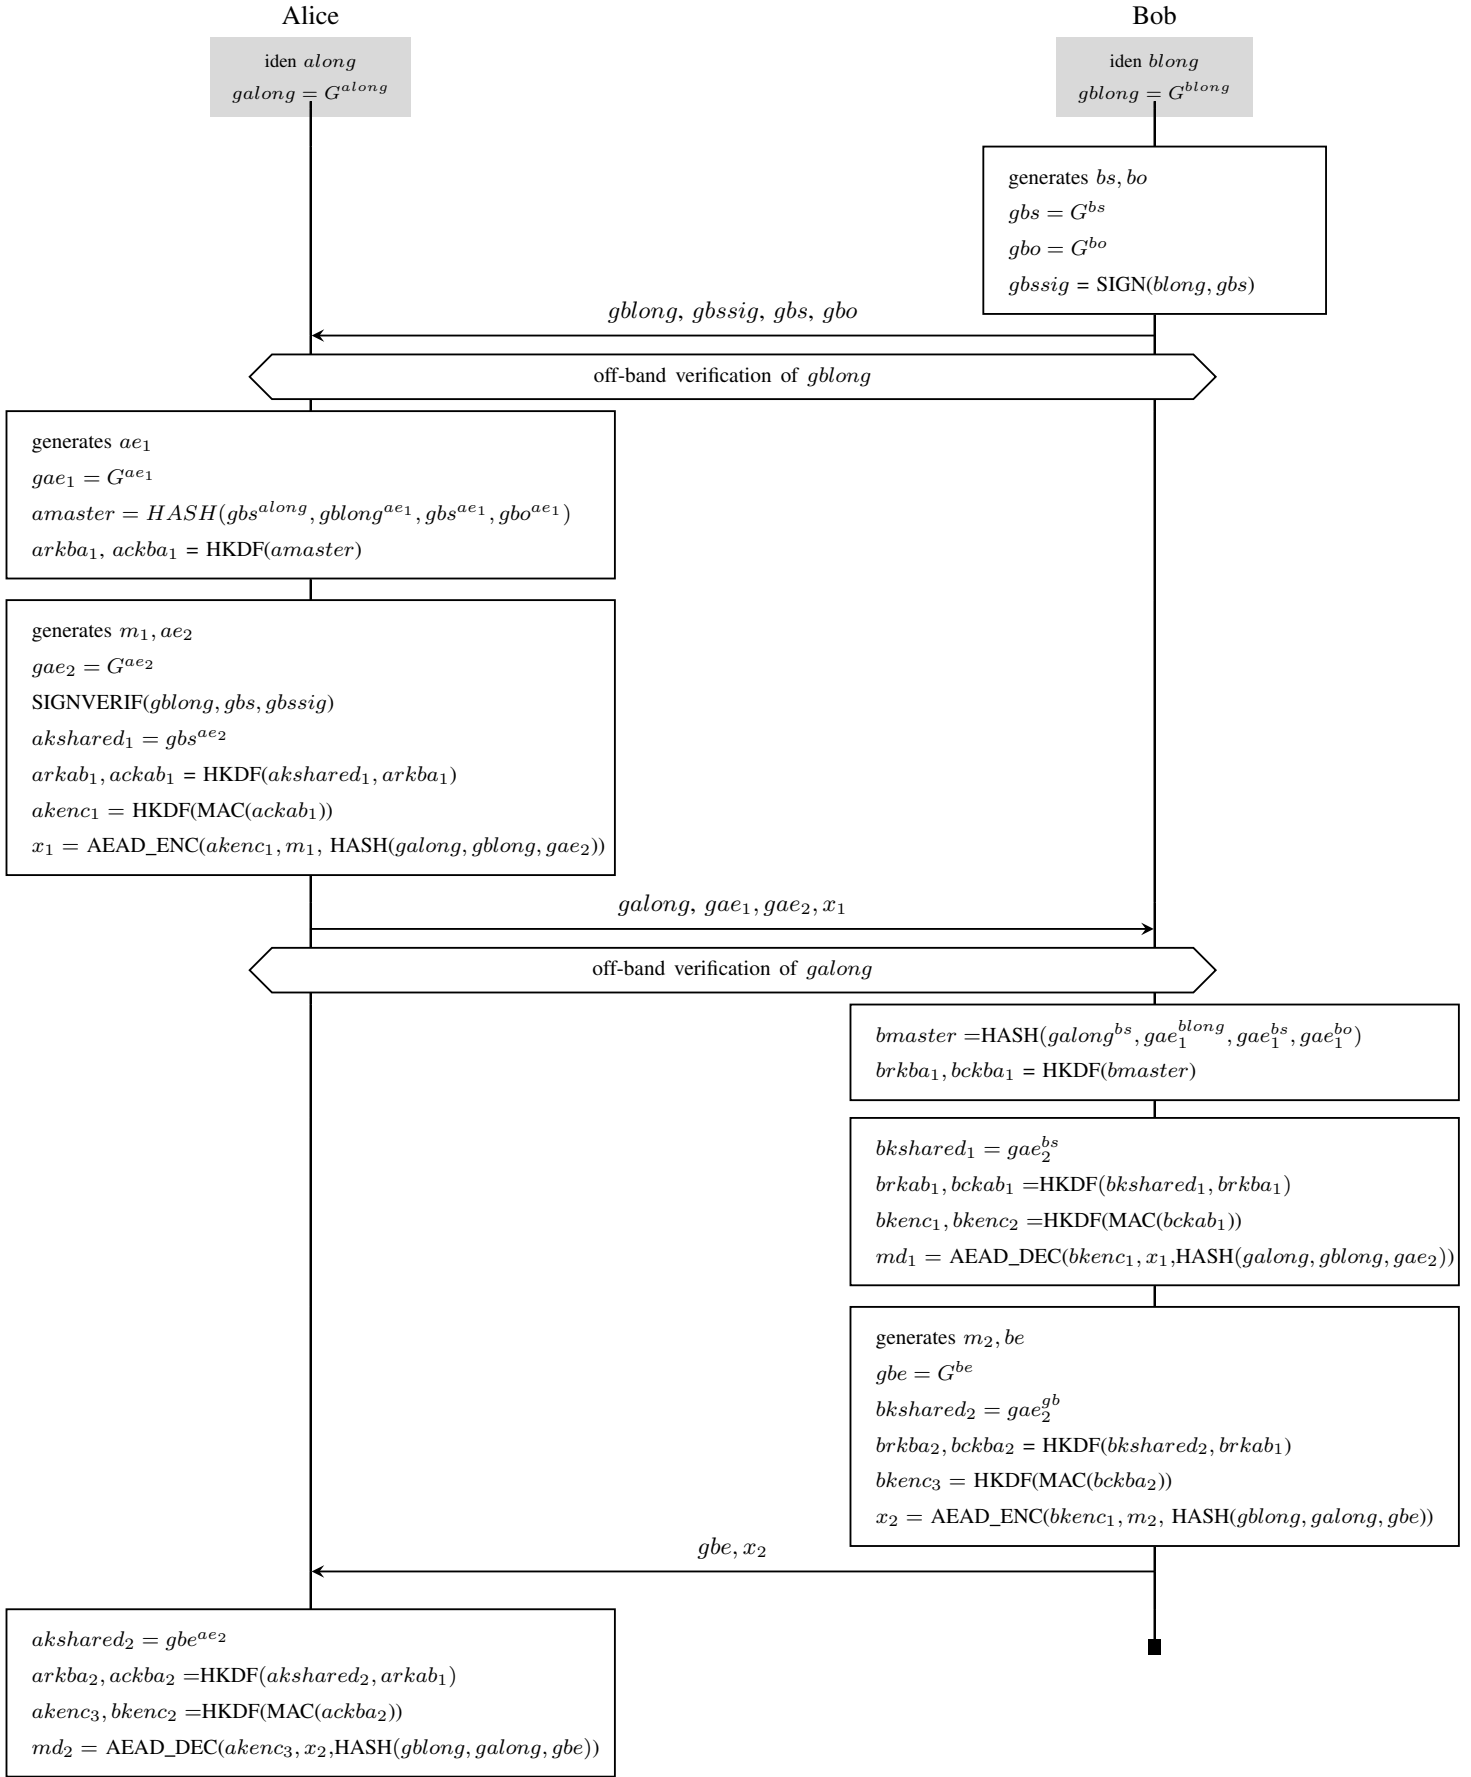 Alice
Bob
iden along
galong = G^{along}
iden blong
gblong = G^{blong}
generates bs, bo
gbs = G^{bs}
gbo = G^{bo}
gbssig = SIGN(blong, gbs)
gblong, gbssig, gbs, gbo
off-band verification of gblong
generates ae_1
gae_1 = G^{ae_1}
amaster = HASH(gbs^{along}, gblong^{ae_1}, gbs^{ae_1}, gbo^{ae_1})
arkba_1, ackba_1 = HKDF(amaster)
generates m_1, ae_2
gae_2 = G^{ae_2}
SIGNVERIF(gblong, gbs, gbssig)
akshared_1 = gbs^{ae_2}
arkab_1, ackab_1 = HKDF(akshared_1, arkba_1)
akenc_1 = HKDF(MAC(ackab_1))
x_1 = AEAD_ENC(akenc_1, m_1, HASH(galong, gblong, gae_2))
galong, gae_1, gae_2, x_1
off-band verification of galong
bmaster =HASH(galong^{bs}, gae_1^{blong}, gae_1^{bs}, gae_1^{bo})
brkba_1, bckba_1 = HKDF(bmaster)
bkshared_1 = gae_2^{bs}
brkab_1, bckab_1 =HKDF(bkshared_1, brkba_1)
bkenc_1, bkenc_2 =HKDF(MAC(bckab_1))
md_1 = AEAD_DEC(bkenc_1, x_1,HASH(galong, gblong, gae_2))
generates m_2, be
gbe = G^{be}
bkshared_2 = gae_2^{gb}
brkba_2, bckba_2 = HKDF(bkshared_2, brkab_1)
bkenc_3 = HKDF(MAC(bckba_2))
x_2 = AEAD_ENC(bkenc_1, m_2, HASH(gblong, galong, gbe))
gbe, x_2
akshared_2 = gbe^{ae_2}
arkba_2, ackba_2 =HKDF(akshared_2, arkab_1)
akenc_3, bkenc_2 =HKDF(MAC(ackba_2))
md_2 = AEAD_DEC(akenc_3, x_2,HASH(gblong, galong, gbe))